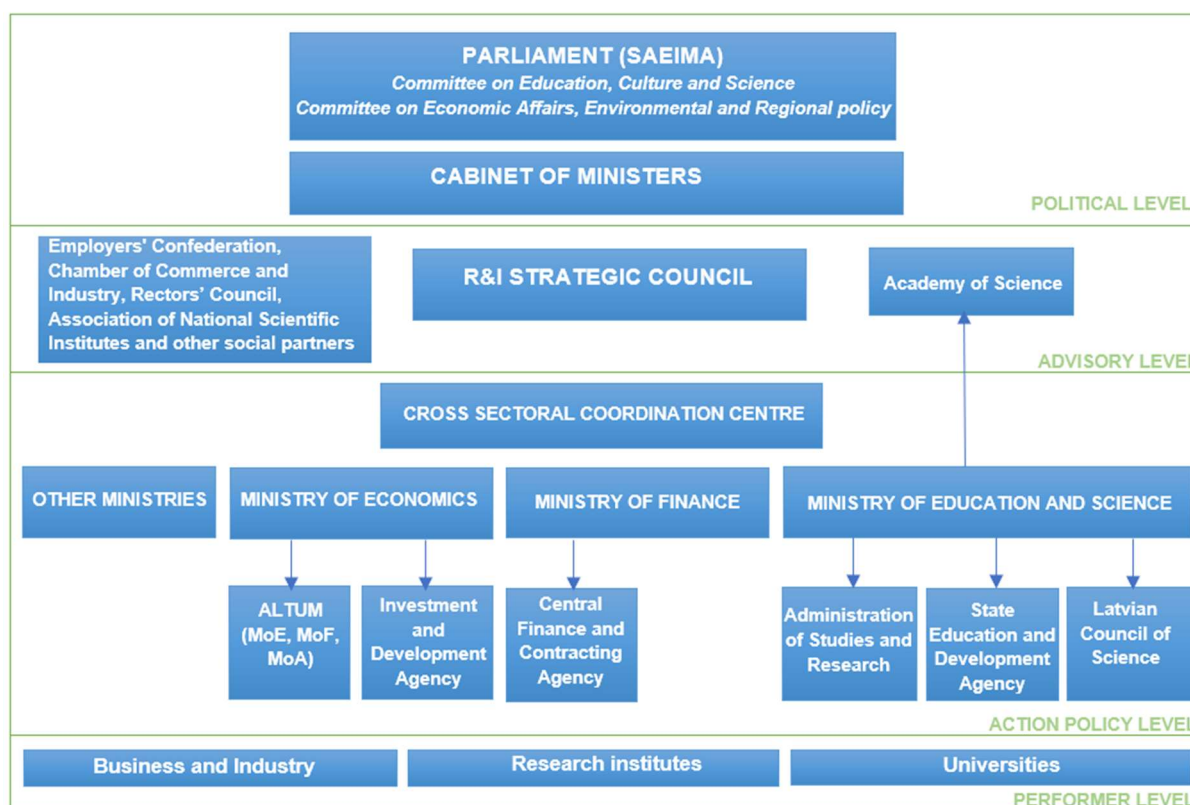 PARLIAMENT (SAEIMA)
Committee on Education, Culture and Science
Committee on Economic Affairs, Environmental and Regional policy
CABINET OF MINISTERS
POLITICAL LEVEL
Employers' Confederation,
Chamber of Commerce and
Industry, Rectors’ Council,
Association of National Scientific
Institutes and other social partners
R&I STRATEGIC COUNCIL
Academy of Science
ADVISORY LEVEL
CROSS SECTORAL COORDINATION CENTRE
OTHER MINISTRIES
MINISTRY OF ECONOMICS
MINISTRY OF FINANCE
MINISTRY OF EDUCATION AND SCIENCE
ALTUM
(MoE, MoF,
MoA)
Investment
and
Development
Agency
Central
Finance and
Contracting
Agency
Administration
of Studies and
Research
State
Education and
Development
Agency
Latvian
Council of
Science
ACTION POLICY LEVEL
Business and Industry
Research institutes
Universities
PERFORMER LEVEL